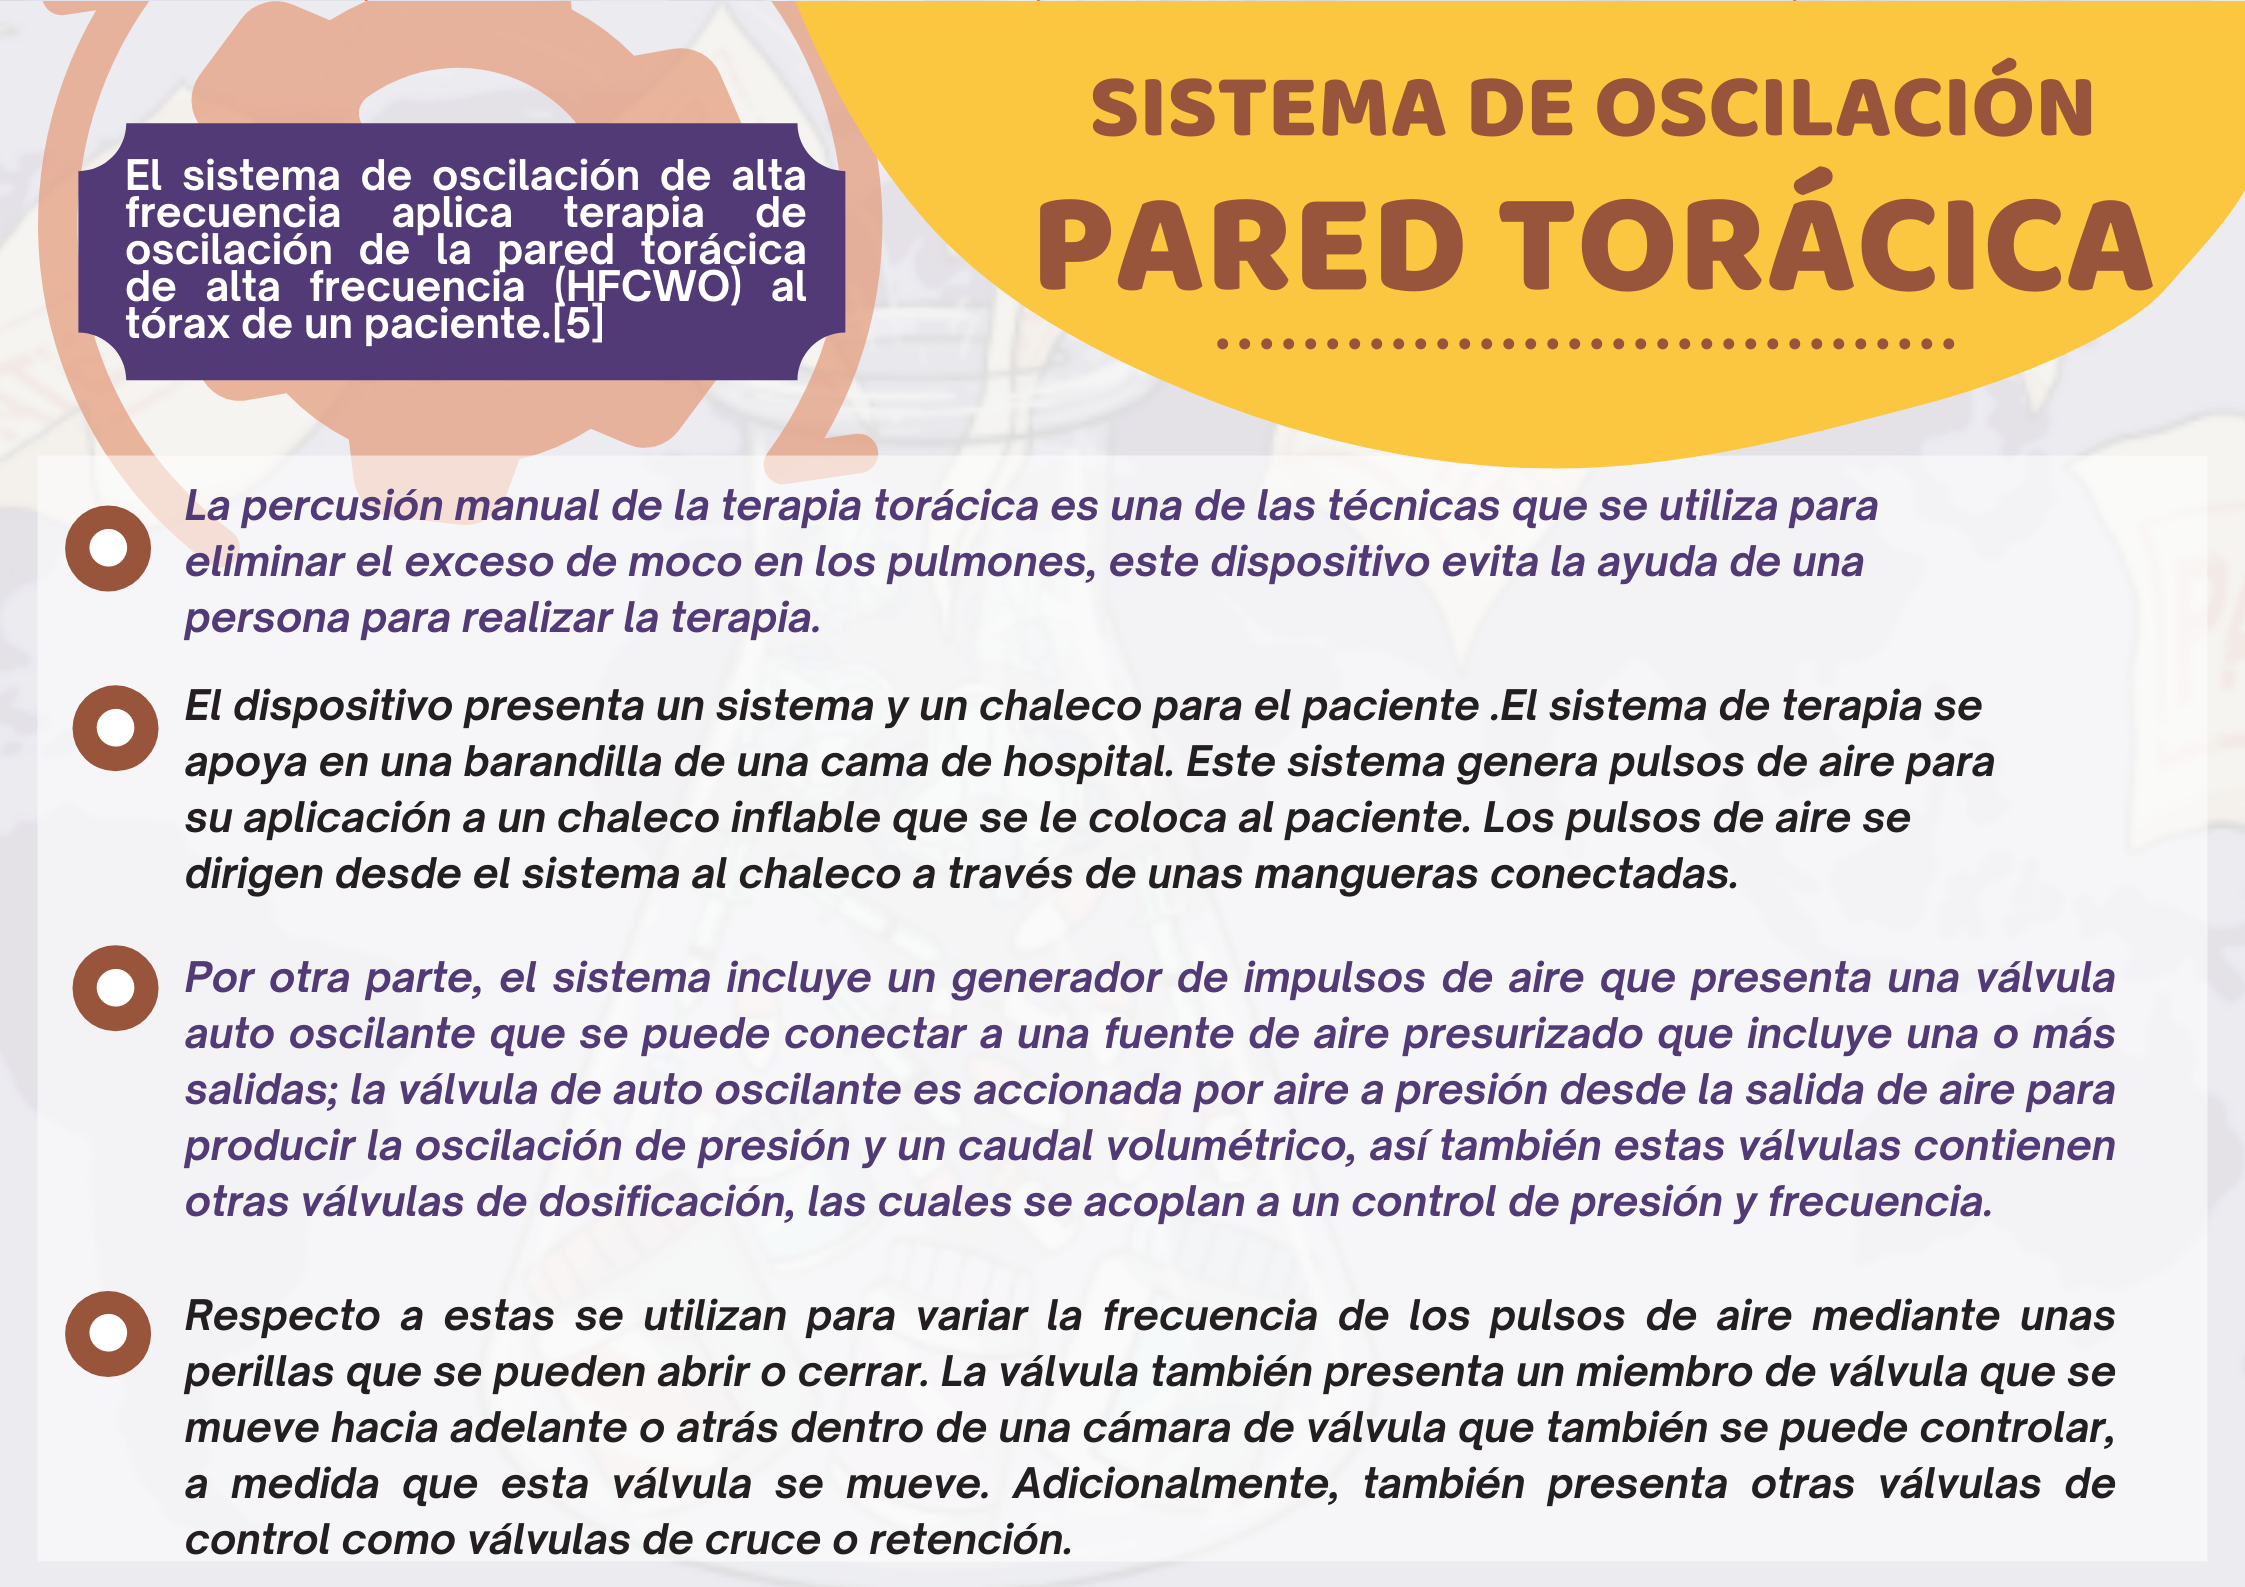 SISTEMA DE OSCILACIÓN
PARED TORÁCICA
El sistema de oscilación de alta
frecuencia aplica terapia de
oscilación de la pared torácica
de alta frecuencia (HFCWO) al
tórax de un paciente.[5]
La percusión manual de la terapia torácica es una de las técnicas que se utiliza para
eliminar el exceso de moco en los pulmones, este dispositivo evita la ayuda de una
persona para realizar la terapia.
El dispositivo presenta un sistema y un chaleco para el paciente .El sistema de terapia se
apoya en una barandilla de una cama de hospital. Este sistema genera pulsos de aire para
su aplicación a un chaleco inflable que se le coloca al paciente. Los pulsos de aire se
dirigen desde el sistema al chaleco a través de unas mangueras conectadas.
Por otra parte, el sistema incluye un generador de impulsos de aire que presenta una válvula
auto oscilante que se puede conectar a una fuente de aire presurizado que incluye una o más
salidas; la válvula de auto oscilante es accionada por aire a presión desde la salida de aire para
producir la oscilación de presión y un caudal volumétrico, así también estas válvulas contienen
otras válvulas de dosificación, las cuales se acoplan a un control de presión y frecuencia.
Respecto a estas se utilizan para variar la frecuencia de los pulsos de aire mediante unas
perillas que se pueden abrir o cerrar. La válvula también presenta un miembro de válvula que se
mueve hacia adelante o atrás dentro de una cámara de válvula que también se puede controlar,
a medida que esta válvula se mueve. Adicionalmente, también presenta otras válvulas de
control como válvulas de cruce o retención.